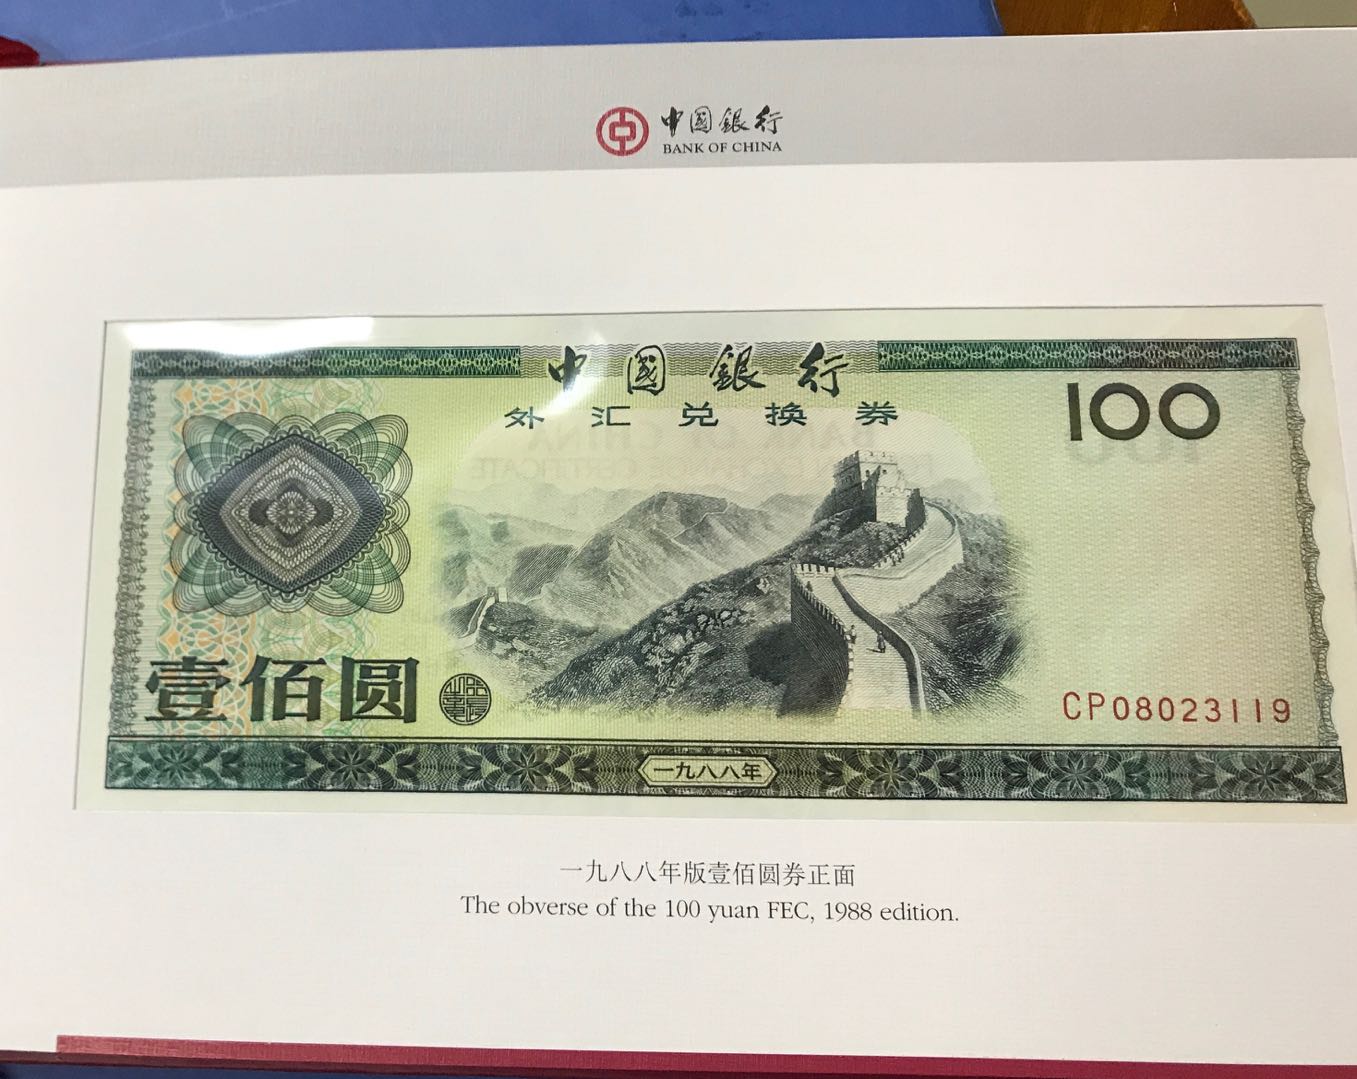 中國銀行
BANK OF CHINA
中國銀行
外汇兑换券
100
壹佰圆
CP08023119
一九八八年
一九八八年版壹佰圆券正面
The obverse of the 100 yuan FEC, 1988 edition.